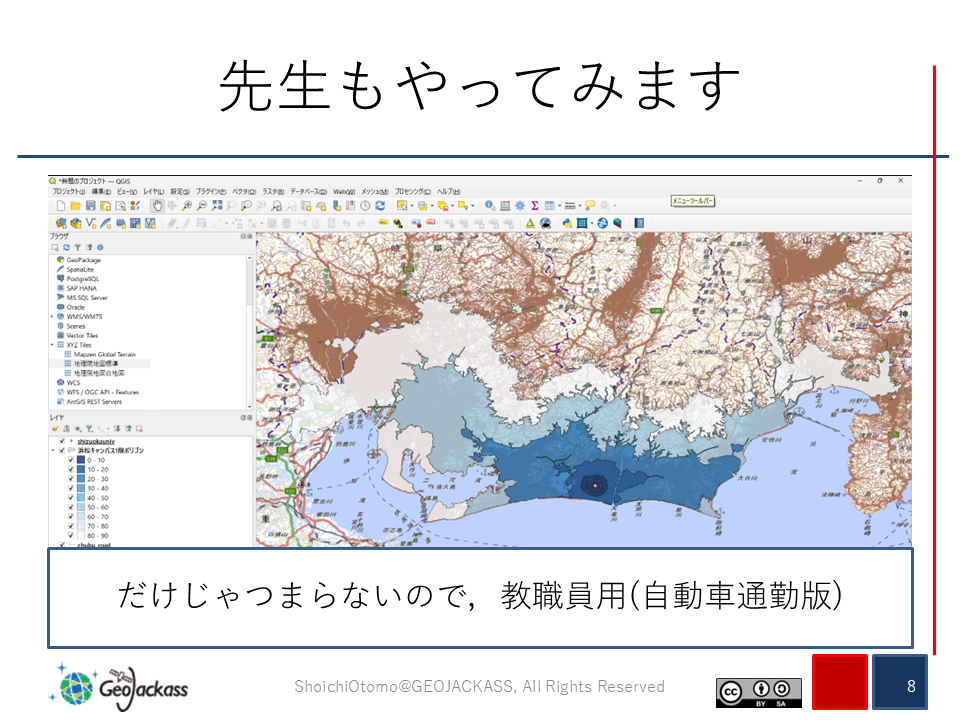 先生もやってみます
*無題のプロジェクト — QGIS
プロジェクト(J) 編集(E) ビュー(V) レイヤ(L) 設定(S) プラグイン(P) ベクタ(O) ラスタ(R) データベース(D) Web(W) メッシュ(M) プロセシング(C) ヘルプ(H)
メニューツールバー
ブラウザ
GeoPackage
SpatiaLite
PostgreSQL
SAP HANA
MS SQL Server
Oracle
WMS/WMTS
Scenes
Vector Tiles
XYZ Tiles
Mapzen Global Terrain
地理院地図標準
地理院地図白地図
WCS
WFS / OGC API - Features
ArcGIS REST Servers
レイヤ
shizuokauniv
浜松キャンパス1限ポリゴン
0 - 10
10 - 20
20 - 30
30 - 40
40 - 50
50 - 60
60 - 70
70 - 80
80 - 90
chubu_road
だけじゃつまらないので，教職員用(自動車通勤版)
GeoJackass
ShoichiOtomo@GEOJACKASS, All Rights Reserved
cc BY SA
8